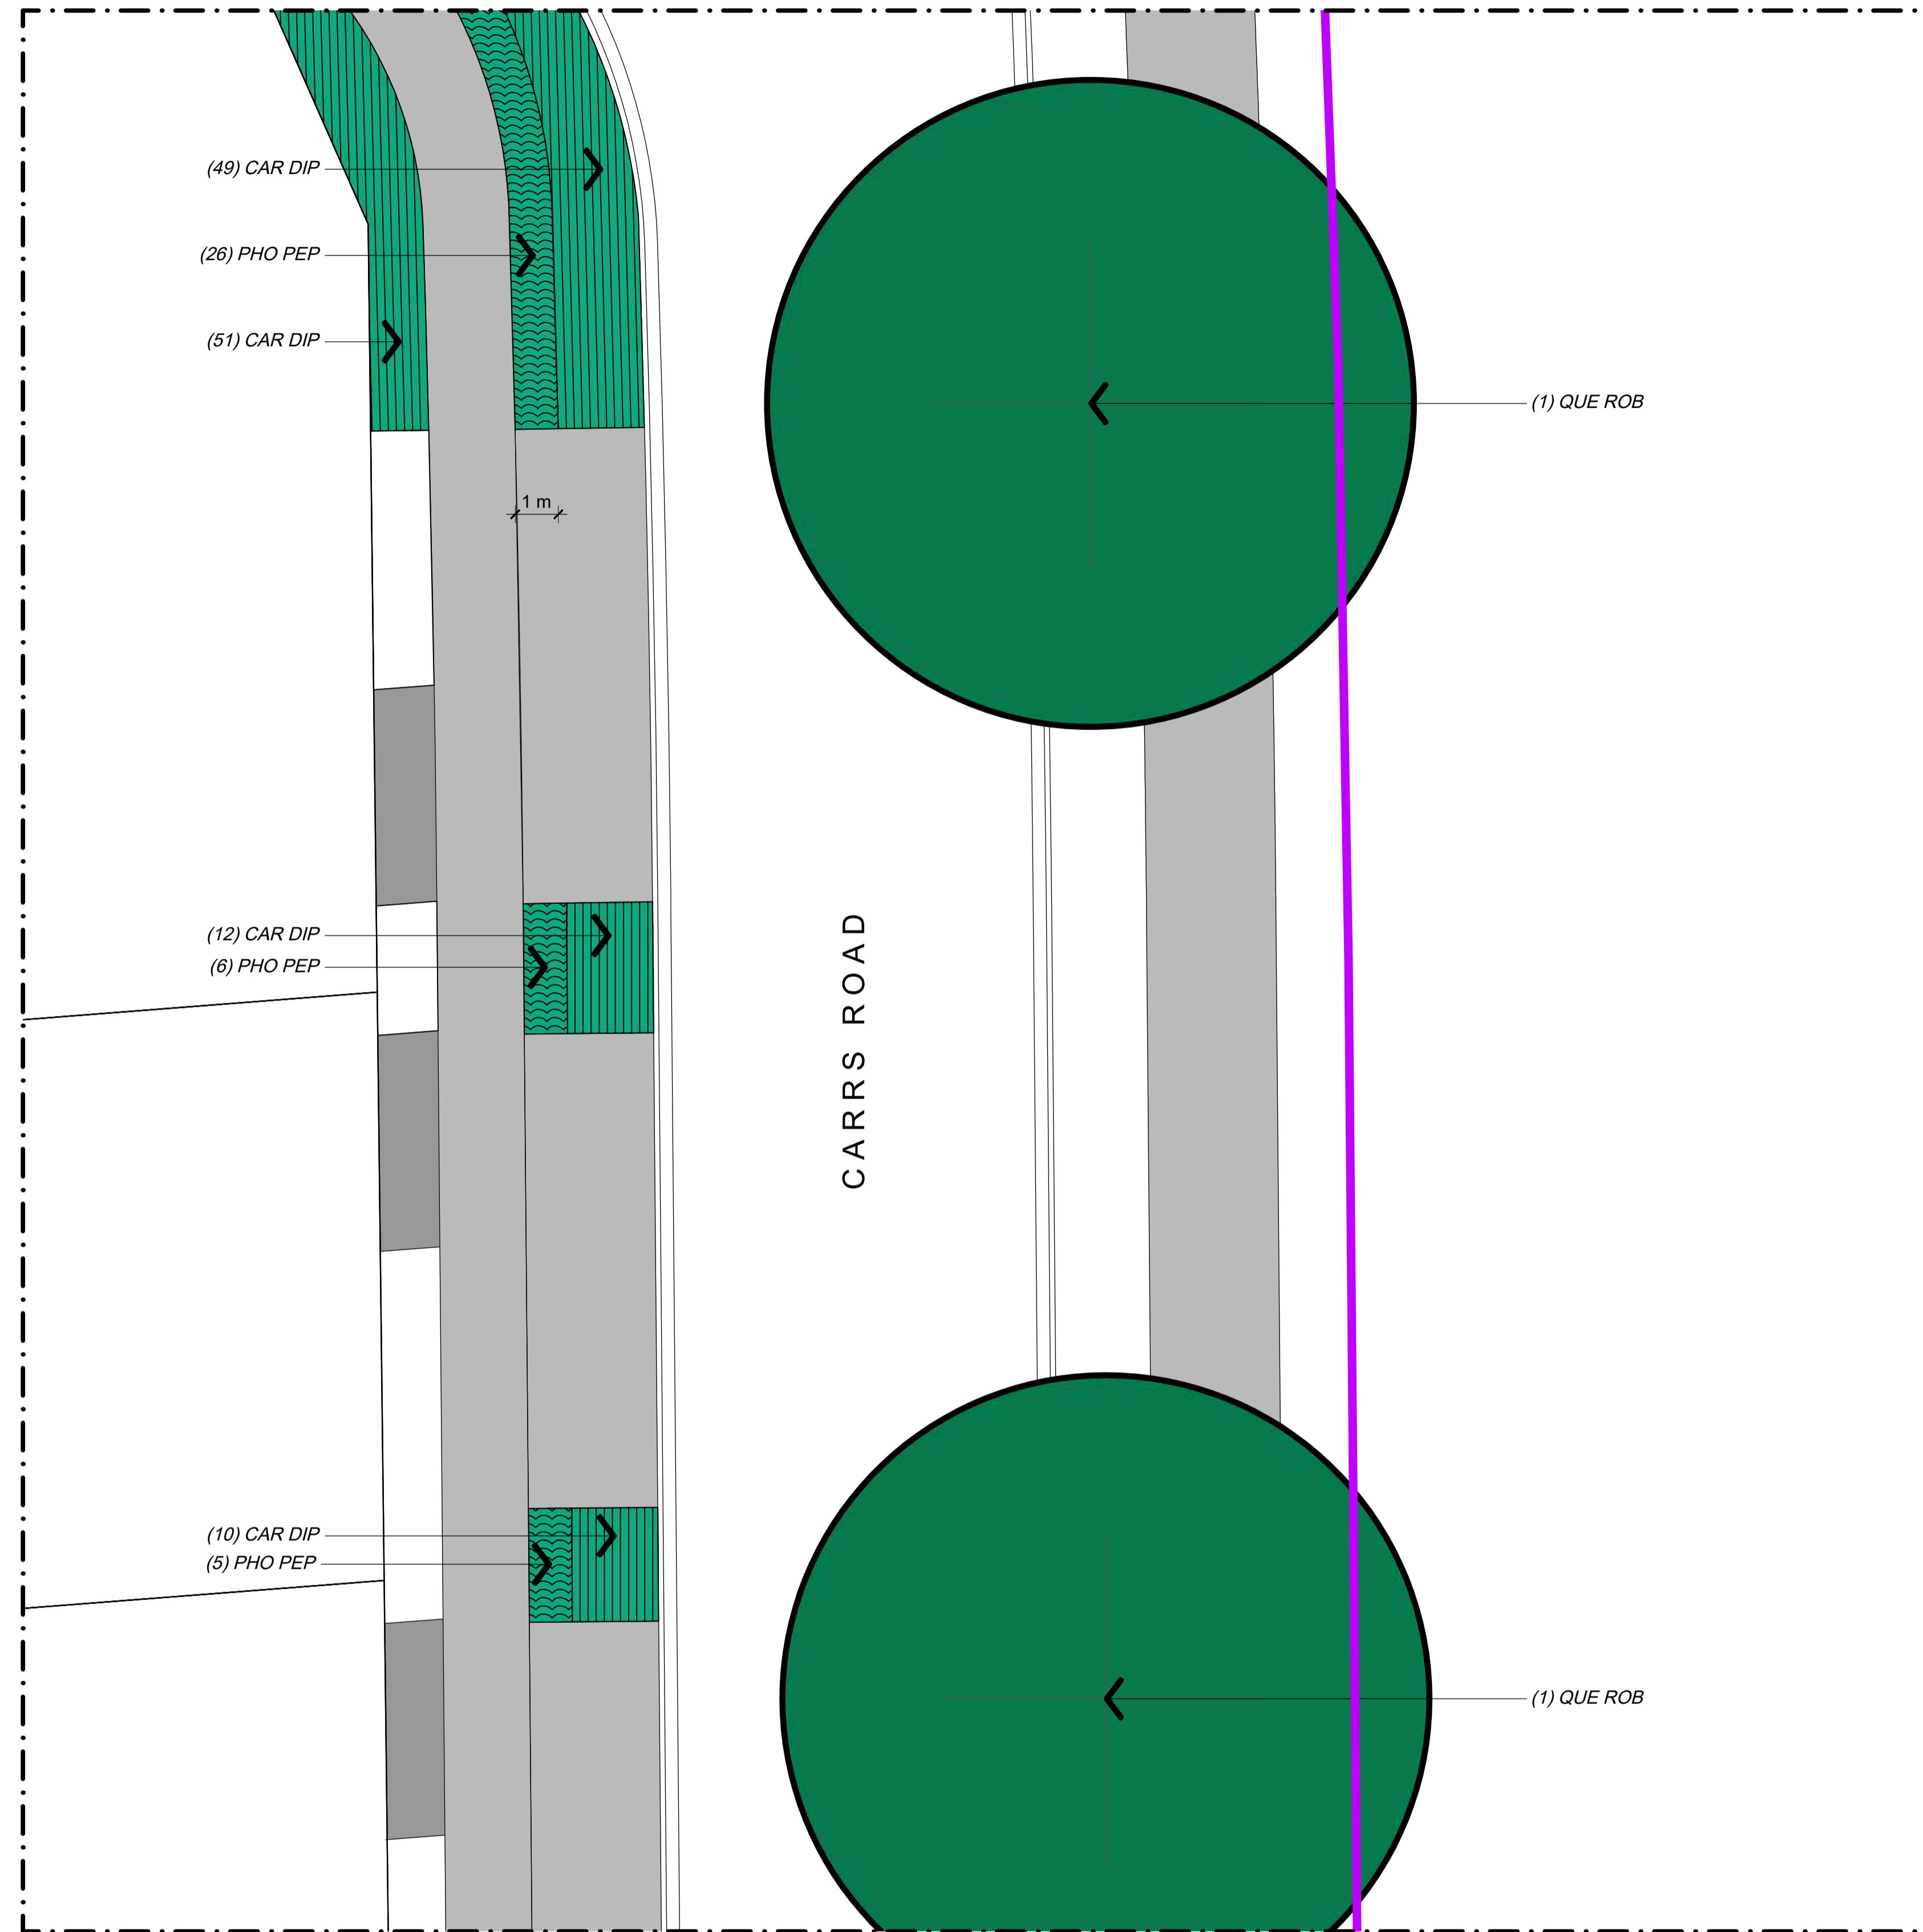 (49) CAR DIP
(26) PHO PEP
(51) CAR DIP
(1) QUE ROB
1 m
(12) CAR DIP
(6) PHO PEP
CARRS ROAD
(10) CAR DIP
(5) PHO PEP
(1) QUE ROB